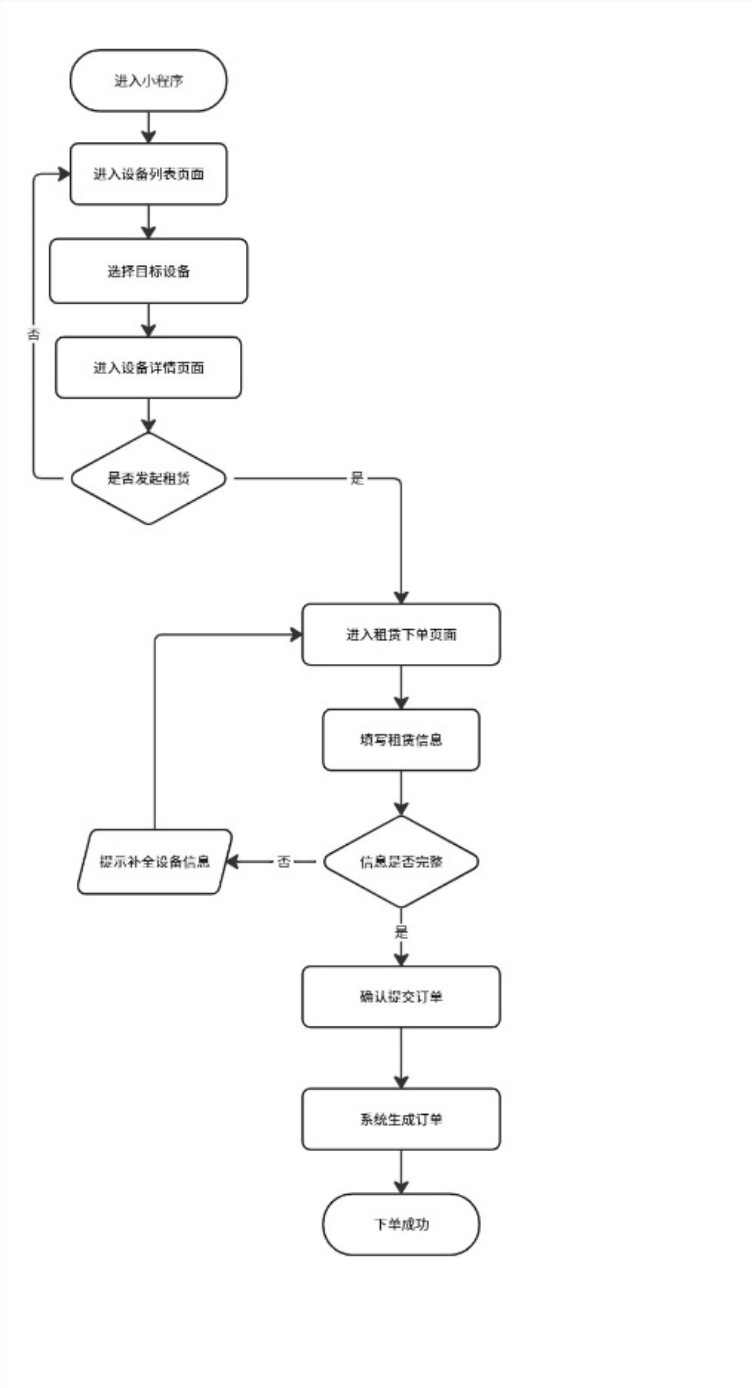 进入小程序
进入设备列表页面
选择目标设备
否
进入设备详情页面
是否发起租赁
是
进入租赁下单页面
填写租赁信息
提示补全设备信息
否
信息是否完整
是
确认提交订单
系统生成订单
下单成功